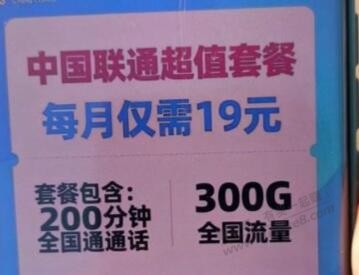 中国联通超值套餐
每月仅需19元
套餐包含:
200分钟
全国通通话
300G
全国流量